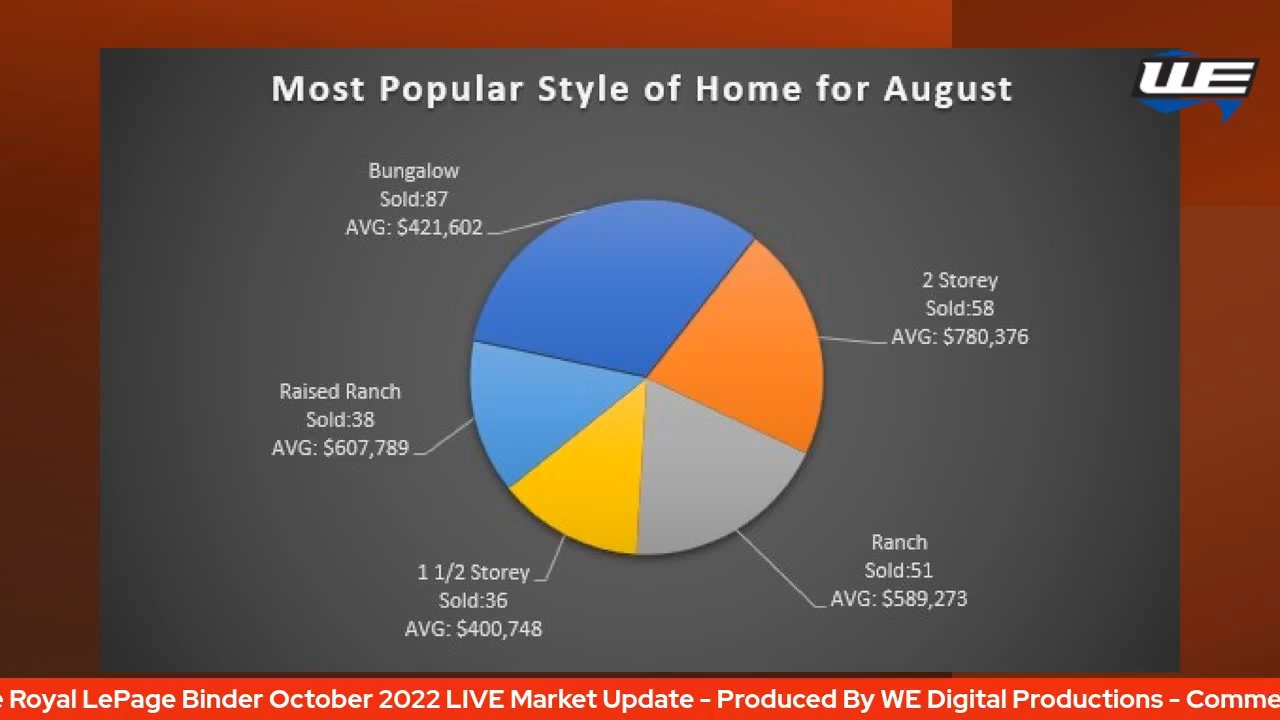 Most Popular Style of Home for August
WE
Bungalow
Sold:87
AVG: $421,602
2 Storey
Sold:58
AVG: $780,376
Raised Ranch
Sold:38
AVG: $607,789
Ranch
Sold:51
AVG: $589,273
1 1/2 Storey
Sold:36
AVG: $400,748
e Royal LePage Binder October 2022 LIVE Market Update - Produced By WE Digital Productions - Comme